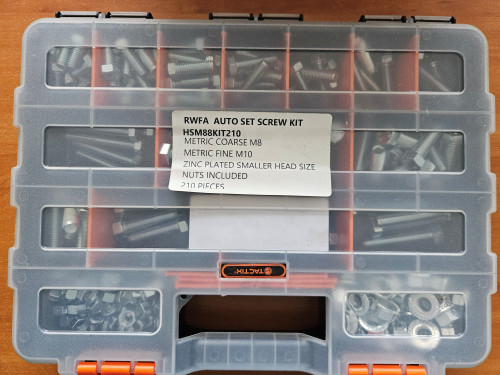 RWFA AUTO SET SCREW KIT
HSM88KIT210
METRIC COARSE M8
METRIC FINE M10
ZINC PLATED SMALLER HEAD SIZE
NUTS INCLUDED
210 PIECES
TACTIX